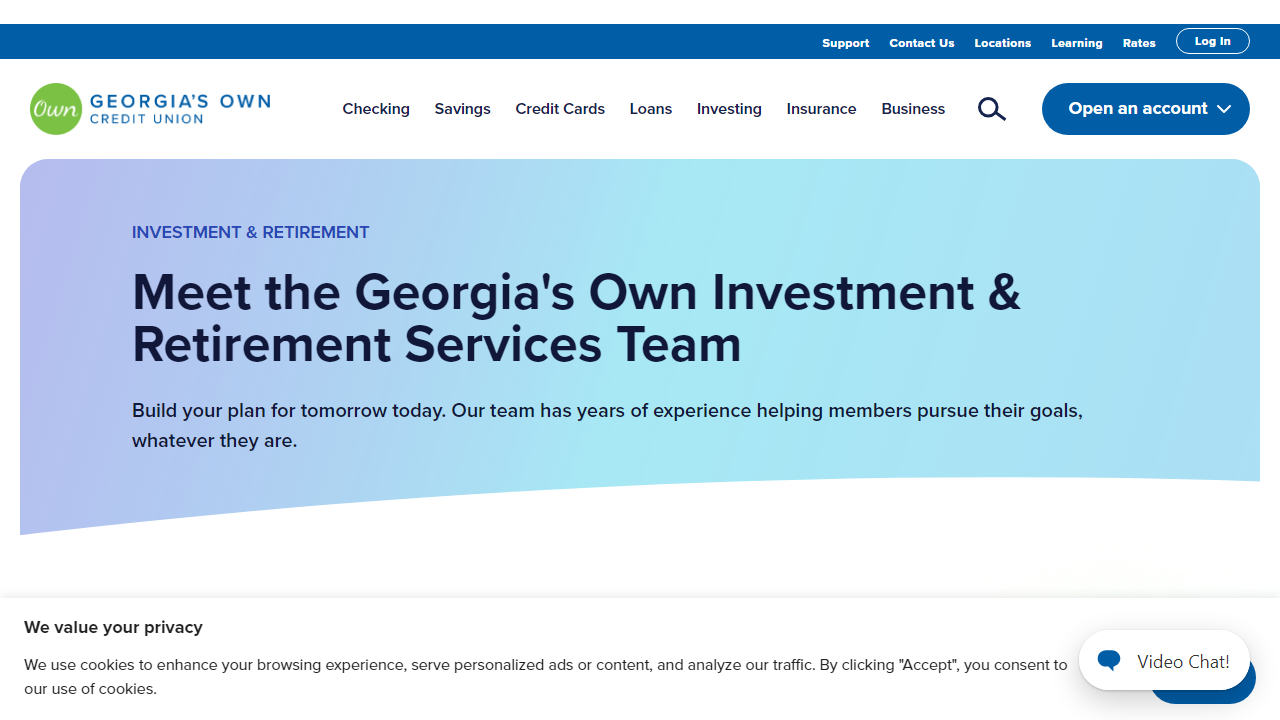 Support Contact Us Locations Learning Rates Log In
Own GEORGIA'S OWN
CREDIT UNION
Checking Savings Credit Cards Loans Investing Insurance Business Open an account
INVESTMENT & RETIREMENT
Meet the Georgia's Own Investment &
Retirement Services Team
Build your plan for tomorrow today. Our team has years of experience helping members pursue their goals,
whatever they are.
We value your privacy
We use cookies to enhance your browsing experience, serve personalized ads or content, and analyze our traffic. By clicking "Accept", you consent to
our use of cookies.
Video Chat!